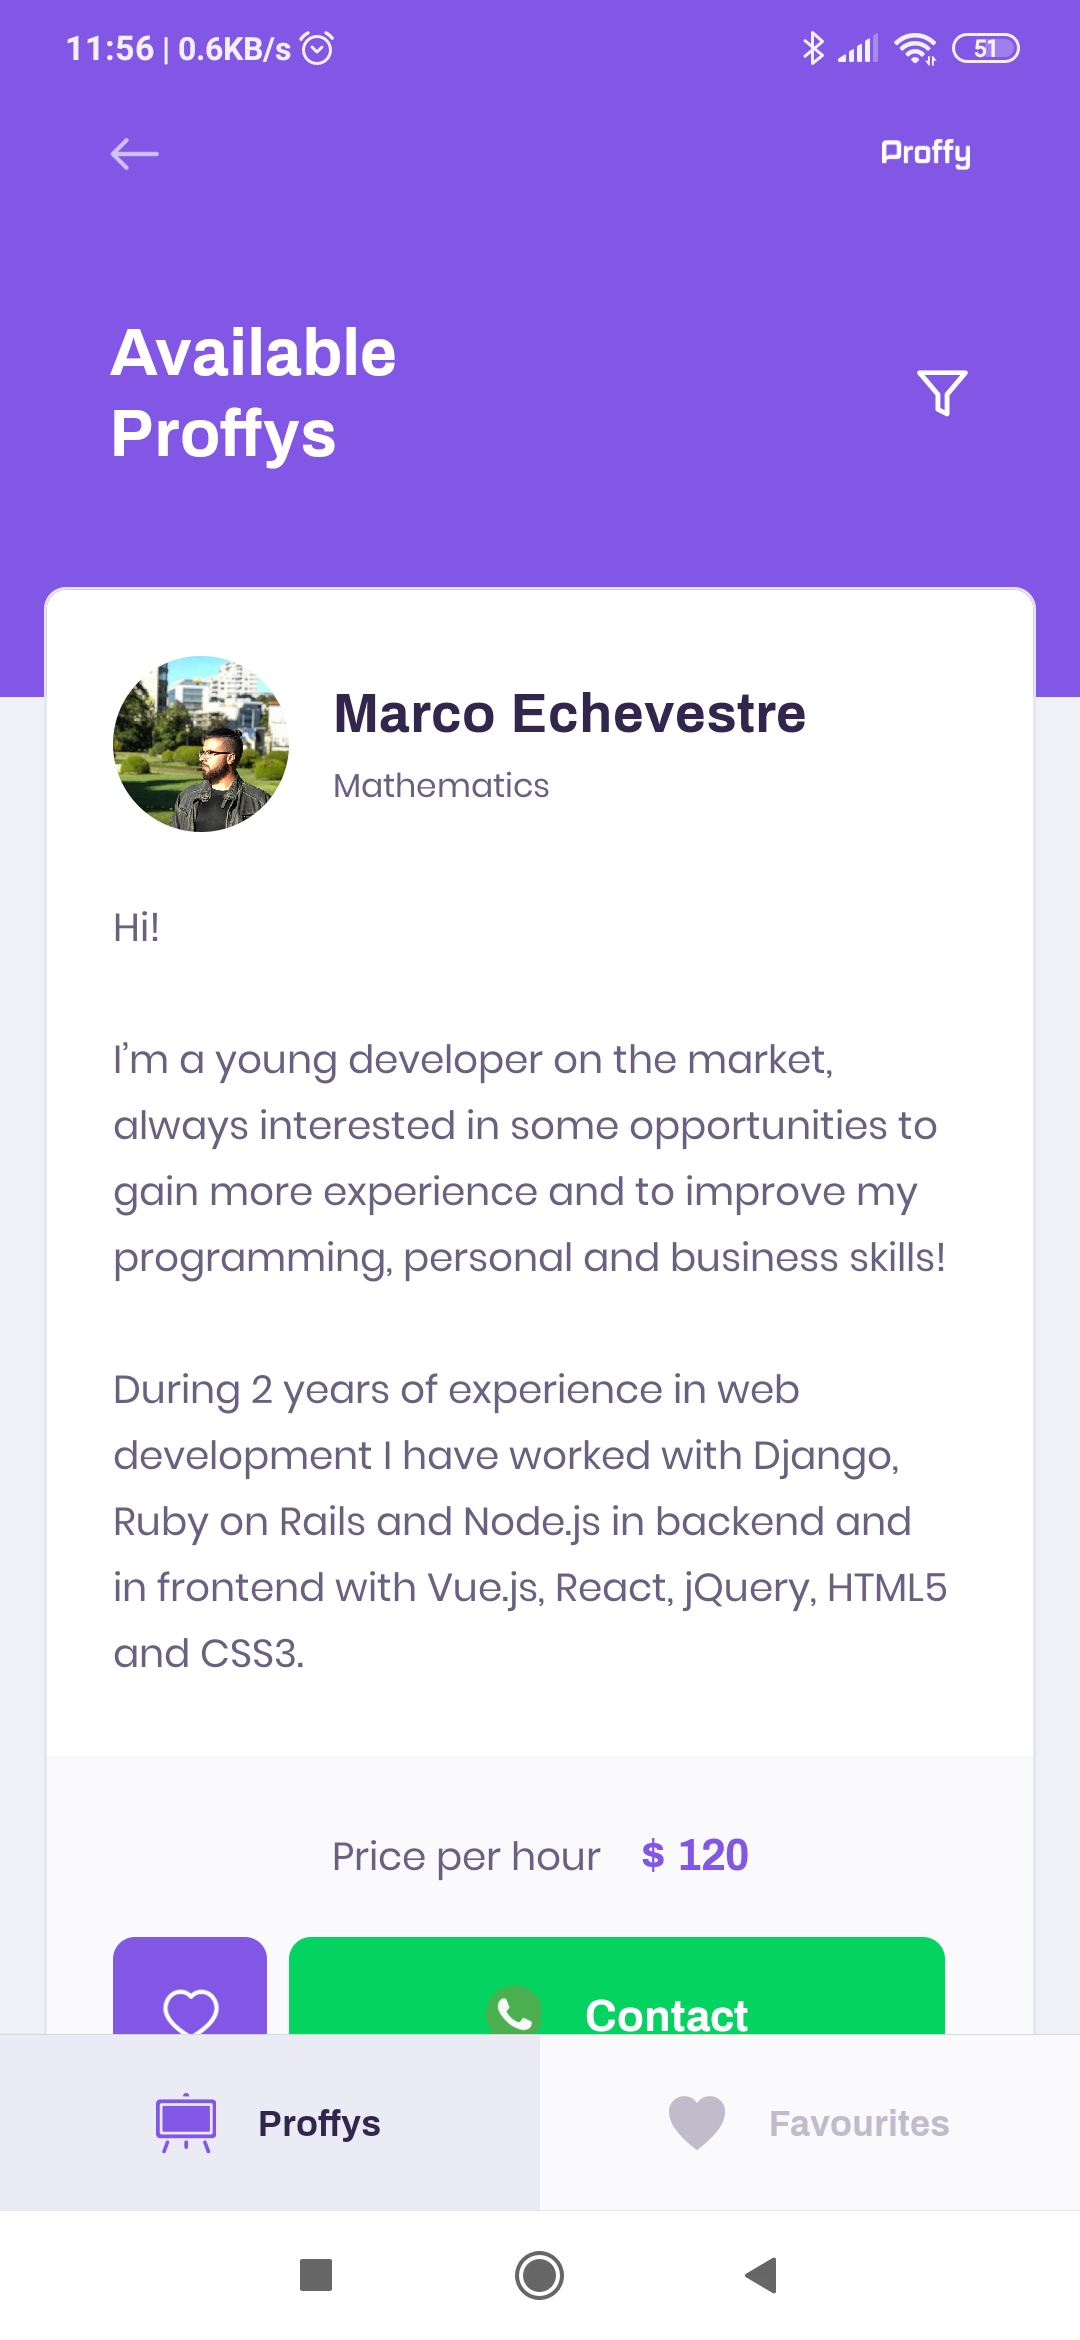 11:56 | 0.6KB/s
51
Proffy
Available
Proffys
Marco Echevestre
Mathematics
Hi!
I'm a young developer on the market,
always interested in some opportunities to
gain more experience and to improve my
programming, personal and business skills!
During 2 years of experience in web
development I have worked with Django,
Ruby on Rails and Node.js in backend and
in frontend with Vue.js, React, jQuery, HTML5
and CSS3.
Price per hour $ 120
Contact
Proffys
Favourites